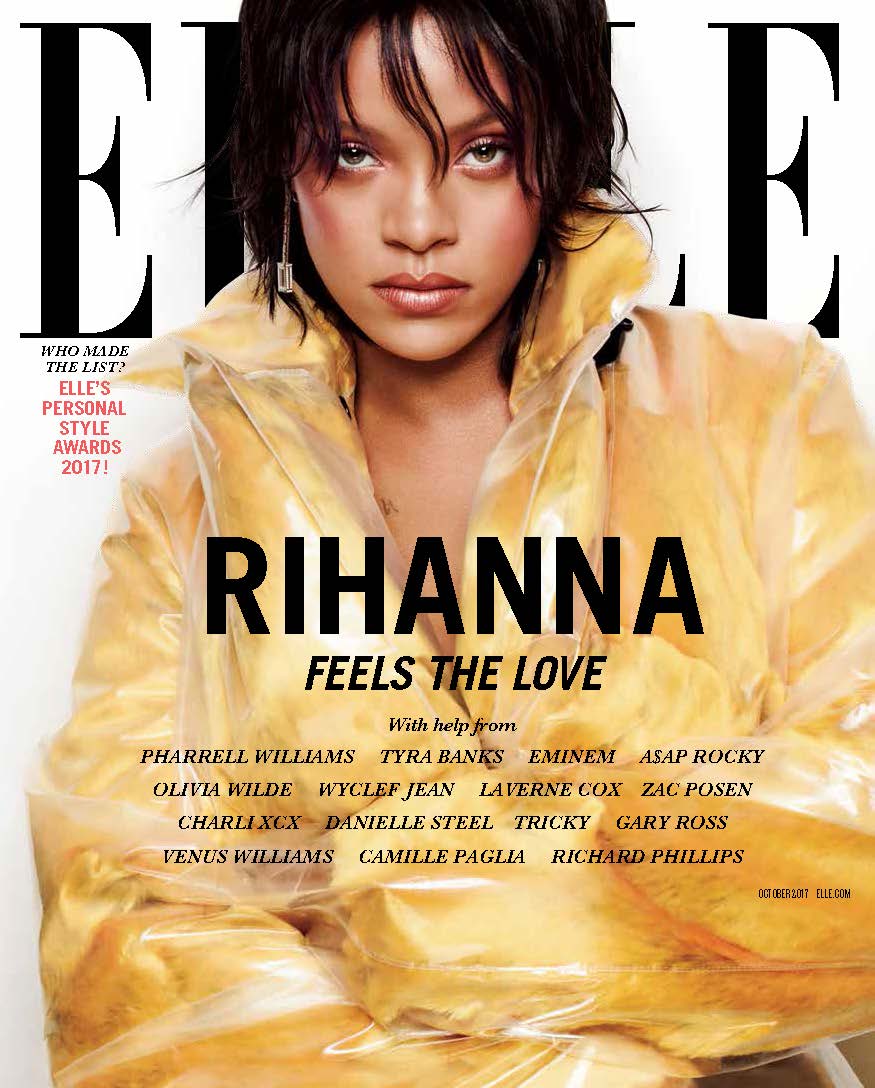 ELLE
WHO MADE
THE LIST?
ELLE'S
PERSONAL
STYLE
AWARDS
2017!
RIHANNA
FEELS THE LOVE
With help from
PHARRELL WILLIAMS TYRA BANKS EMINEM A$AP ROCKY
OLIVIA WILDE WYCLEF JEAN LAVERNE COX ZAC POSEN
CHARLI XCX DANIELLE STEEL TRICKY GARY ROSS
VENUS WILLIAMS CAMILLE PAGLIA RICHARD PHILLIPS
OCTOBER 2017 ELLE.COM